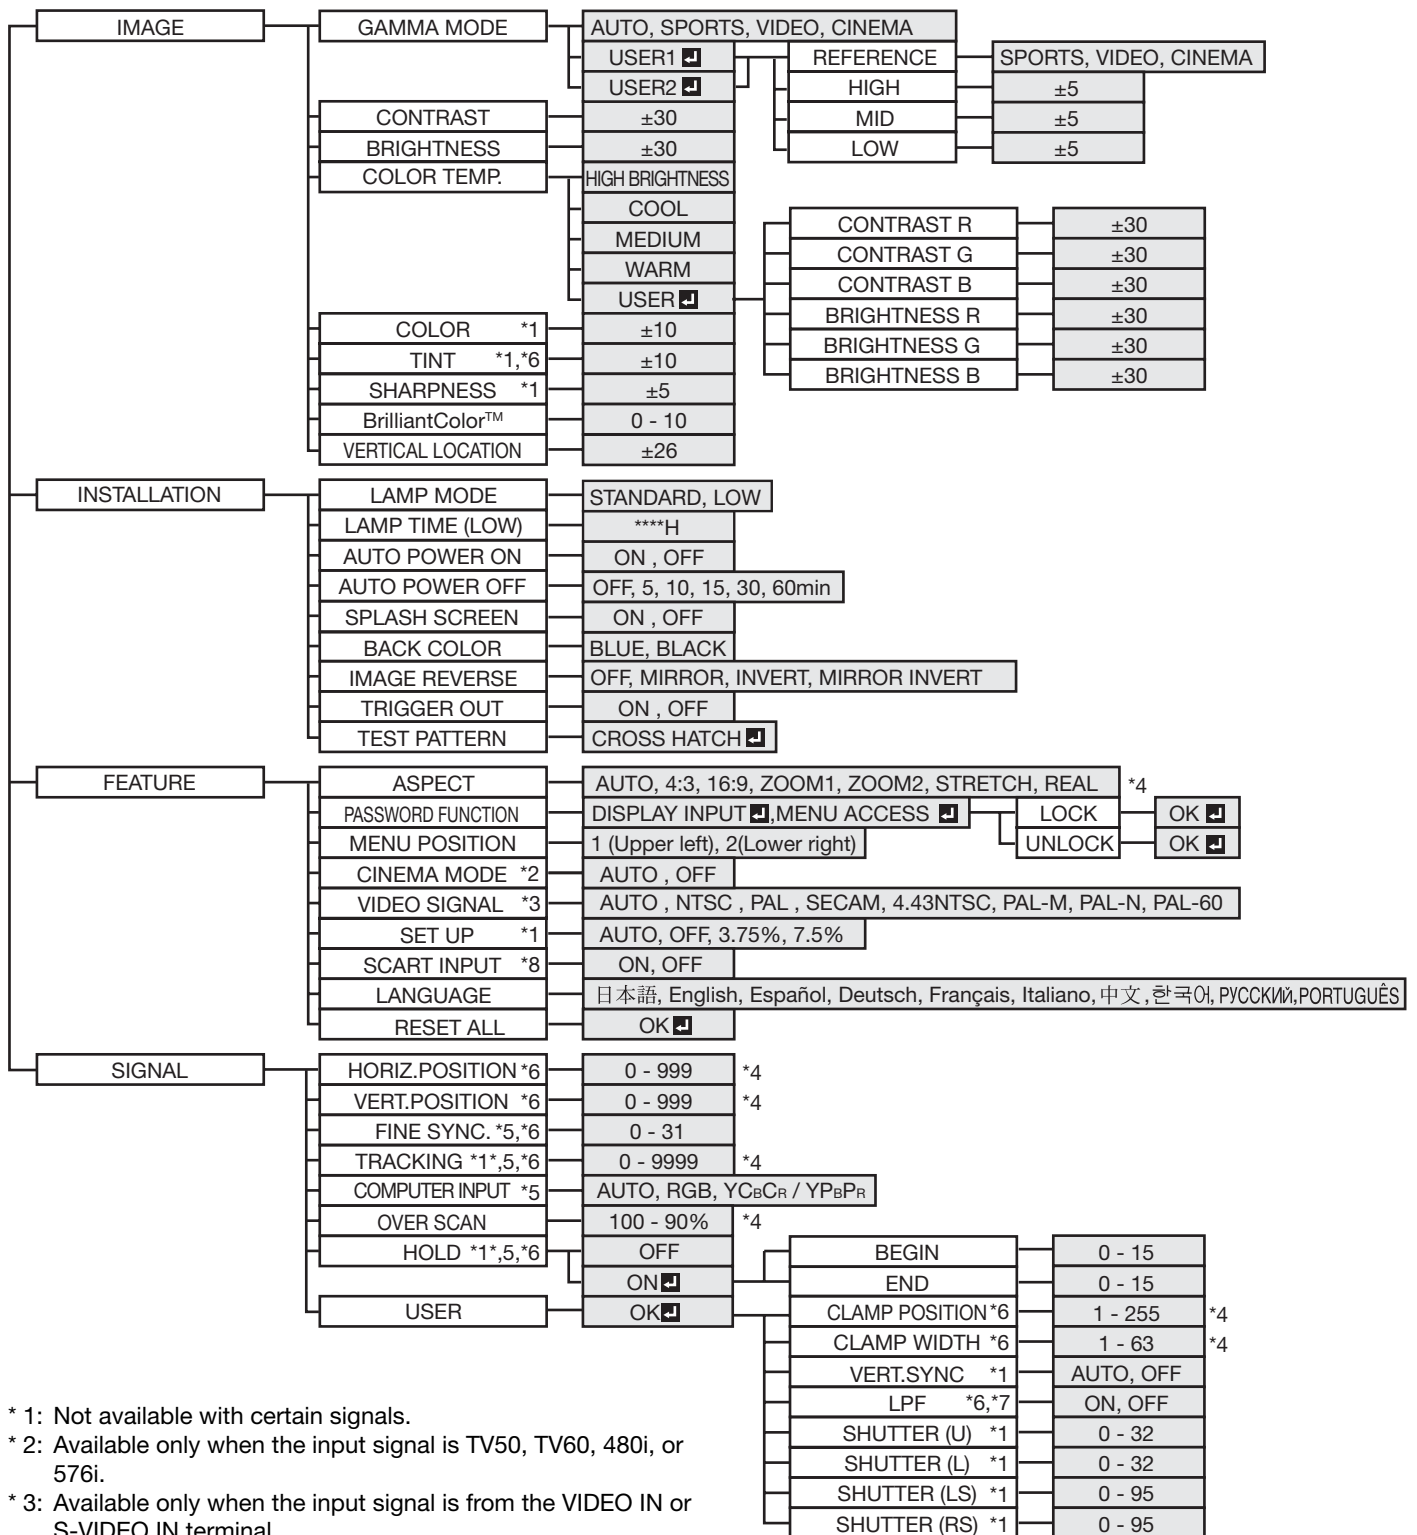 IMAGE GAMMA MODE AUTO, SPORTS, VIDEO, CINEMA
USER1 REFERENCE SPORTS, VIDEO, CINEMA
USER2 HIGH ±5
CONTRAST ±30 MID ±5
BRIGHTNESS ±30 LOW ±5
COLOR TEMP. HIGH BRIGHTNESS
COOL CONTRAST R ±30
MEDIUM CONTRAST G ±30
WARM CONTRAST B ±30
USER BRIGHTNESS R ±30
COLOR *1 ±10 BRIGHTNESS G ±30
TINT *1,*6 ±10 BRIGHTNESS B ±30
SHARPNESS *1 ±5
BrilliantColor™ 0 - 10
VERTICAL LOCATION ±26
INSTALLATION LAMP MODE STANDARD, LOW
LAMP TIME (LOW) ****H
AUTO POWER ON ON , OFF
AUTO POWER OFF OFF, 5, 10, 15, 30, 60min
SPLASH SCREEN ON , OFF
BACK COLOR BLUE, BLACK
IMAGE REVERSE OFF, MIRROR, INVERT, MIRROR INVERT
TRIGGER OUT ON , OFF
TEST PATTERN CROSS HATCH
FEATURE ASPECT AUTO, 4:3, 16:9, ZOOM1, ZOOM2, STRETCH, REAL *4
PASSWORD FUNCTION DISPLAY INPUT ,MENU ACCESS LOCK OK
MENU POSITION 1 (Upper left), 2(Lower right) UNLOCK OK
CINEMA MODE *2 AUTO , OFF
VIDEO SIGNAL *3 AUTO , NTSC , PAL , SECAM, 4.43NTSC, PAL-M, PAL-N, PAL-60
SET UP *1 AUTO, OFF, 3.75%, 7.5%
SCART INPUT *8 ON, OFF
LANGUAGE 日本語, English, Español, Deutsch, Français, Italiano, 中文, 한국어, РУССКИЙ, PORTUGUÊS
RESET ALL OK
SIGNAL HORIZ.POSITION *6 0 - 999 *4
VERT.POSITION *6 0 - 999 *4
FINE SYNC. *5,*6 0 - 31
TRACKING *1*,5,*6 0 - 9999 *4
COMPUTER INPUT *5 AUTO, RGB, YCBCR / YPBPR
OVER SCAN 100 - 90% *4
HOLD *1*,5,*6 OFF BEGIN 0 - 15
ON END 0 - 15
USER OK CLAMP POSITION *6 1 - 255 *4
CLAMP WIDTH *6 1 - 63 *4
VERT.SYNC *1 AUTO, OFF
LPF *6,*7 ON, OFF
SHUTTER (U) *1 0 - 32
SHUTTER (L) *1 0 - 32
SHUTTER (LS) *1 0 - 95
SHUTTER (RS) *1 0 - 95
* 1: Not available with certain signals.
* 2: Available only when the input signal is TV50, TV60, 480i, or
576i.
* 3: Available only when the input signal is from the VIDEO IN or
S-VIDEO IN terminal